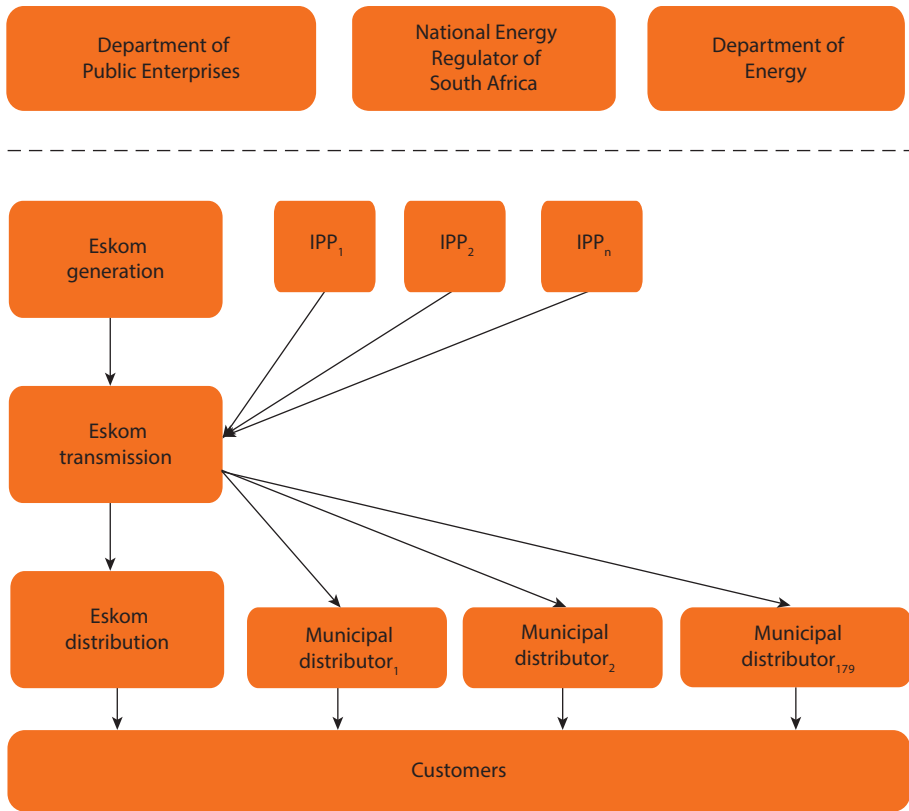 Department of
Public Enterprises
National Energy
Regulator of
South Africa
Department of
Energy
Eskom
generation
IPP₁
IPP₂
IPPₙ
Eskom
transmission
Eskom
distribution
Municipal
distributor₁
Municipal
distributor₂
Municipal
distributor₁₇₉
Customers